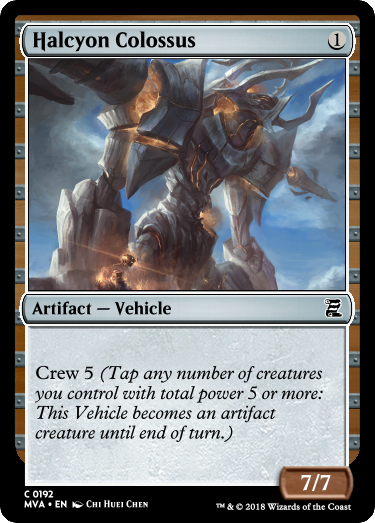 Halcyon Colossus 1
Artifact — Vehicle
Crew 5 (Tap any number of creatures
you control with total power 5 or more:
This Vehicle becomes an artifact
creature until end of turn.)
7/7
C 0192
MVA • EN Chi Huei Chen ™ & © 2018 Wizards of the Coast